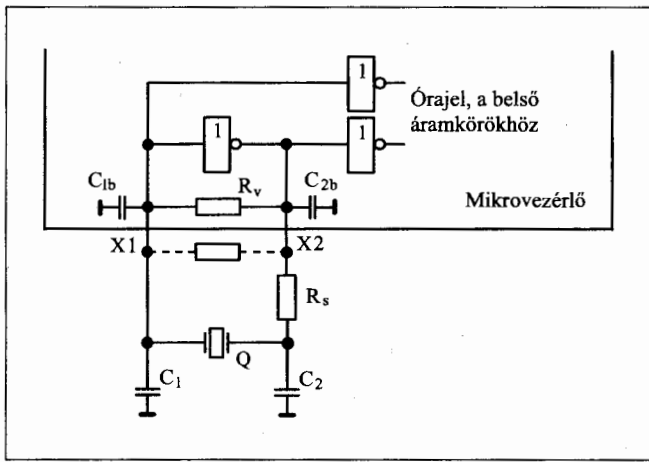 1
Órajel, a belső
áramkörökhöz
1
1
C1b
Rv
C2b
Mikrovezérlő
X1
X2
Rs
Q
C1
C2